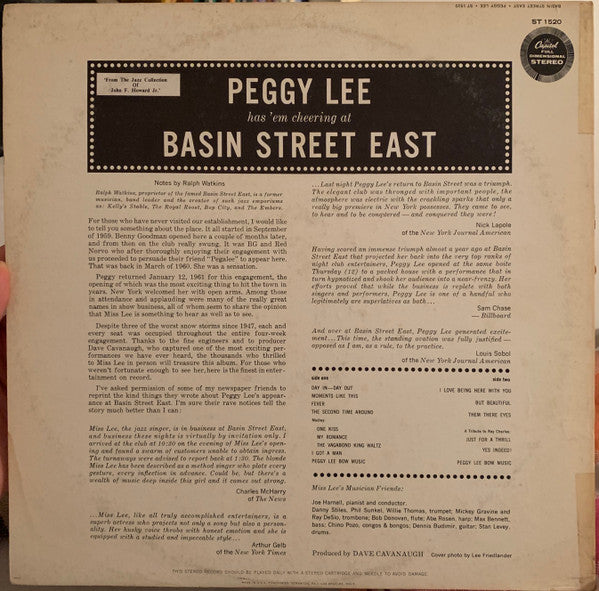 BASIN STREET EAST • PEGGY LEE • ST 1520
ST 1520
Capitol
FULL
DIMENSIONAL
STEREO
'From The Jazz Collection
Of
John F. Howard Jr.'
PEGGY LEE
has 'em cheering at
BASIN STREET EAST
Notes by Ralph Watkins
Ralph Watkins, proprietor of the famed Basin Street East, is a former
musician, band leader and the creator of such jazz emporiums
as: Kelly's Stable, The Royal Roost, Bop City, and The Embers.
For those who have never visited our establishment, I would like
to tell you something about the place. It all started in September
of 1959. Benny Goodman opened here a couple of months later,
and from then on the club really swung. It was BG and Red
Norvo who after thoroughly enjoying their engagement with
us proceeded to persuade their friend "Pegalee" to appear here.
That was back in March of 1960. She was a sensation.
Peggy returned January 12, 1961 for this engagement, the
opening of which was the most exciting thing to hit the town in
years. New York welcomed her with open arms. Among those
in attendance and applauding were many of the really great
names in show business, all of whom seem to share the opinion
that Miss Lee is something to hear as well as to see.
Despite three of the worst snow storms since 1947, each and
every seat was occupied throughout the entire four-week
engagement. Thanks to the fine engineers and to producer
Dave Cavanaugh, who captured one of the most exciting per-
formances we have ever heard, the thousands who thrilled
to Miss Lee in person will treasure this album. For those who
weren't fortunate enough to see her, here is the finest in enter-
tainment on record.
I've asked permission of some of my newspaper friends to
reprint the kind things they wrote about Peggy Lee's appear-
ance at Basin Street East. I'm sure their rave notices tell the
story much better than I can:
Miss Lee, the jazz singer, is in business at Basin Street East,
and business these nights is virtually by invitation only. I
arrived at the club at 10:20 on the evening of Miss Lee's open-
ing and found a swarm of customers unable to obtain ingress.
The turnaways were advised to report back at 1:30. The blonde
Miss Lee has been described as a method singer who plots every
gesture, every inflection in advance. Could be, but there's a
wealth of music deep inside this girl and it comes out strong.
Charles McHarry
of The News
...Miss Lee, like all truly accomplished entertainers, is a
superb actress who projects not only a song but also a person-
ality. Her husky voice throbs with honest emotion and she is
equipped with a studied and impeccable style...
Arthur Gelb
of the New York Times
...Last night Peggy Lee's return to Basin Street was a triumph.
The elegant club was thronged with important people, the
atmosphere was electric with the crackling sparks that only a
really big premiere in New York possesses. They came to see,
to hear and to be conquered — and conquered they were!
Nick Lapole
of the New York Journal American
Having scored an immense triumph almost a year ago at Basin
Street East that projected her back into the very top ranks of
night club entertainers, Peggy Lee opened at the same boite
Thursday (12) to a packed house with a performance that in
turn hypnotized and shook her audience into a near-frenzy. Her
efforts proved that while the business is replete with both
singers and performers, Peggy Lee is one of a handful who
legitimately are superlatives as both...
Sam Chase
— Billboard
And over at Basin Street East, Peggy Lee generated excite-
ment...This time, the standing ovation was fully justified —
opposed as I am, as a rule, to the practice.
Louis Sobol
of the New York Journal American
side one
DAY IN—DAY OUT
MOMENTS LIKE THIS
FEVER
THE SECOND TIME AROUND
Medley
ONE KISS
MY ROMANCE
THE VAGABOND KING WALTZ
I GOT A MAN
PEGGY LEE BOW MUSIC
side two
I LOVE BEING HERE WITH YOU
BUT BEAUTIFUL
THEM THERE EYES
A Tribute to Ray Charles:
JUST FOR A THRILL
YES INDEED!
PEGGY LEE BOW MUSIC
Miss Lee's Musician Friends:
Joe Harnall, pianist and conductor.
Danny Stiles, Phil Sunkel, Willie Thomas, trumpet; Mickey Gravine and
Ray DeSio, trombone; Bob Donovan, flute; Abe Rosen, harp; Max Bennett,
bass; Chino Pozo, congas & bongos; Dennis Budimir, guitar; Stan Levey,
drums.
Produced by DAVE CAVANAUGH
Cover photo by Lee Friedlander
THIS STEREO RECORD SHOULD BE PLAYED ONLY WITH A STEREO CARTRIDGE AND NEEDLE TO AVOID DAMAGE.